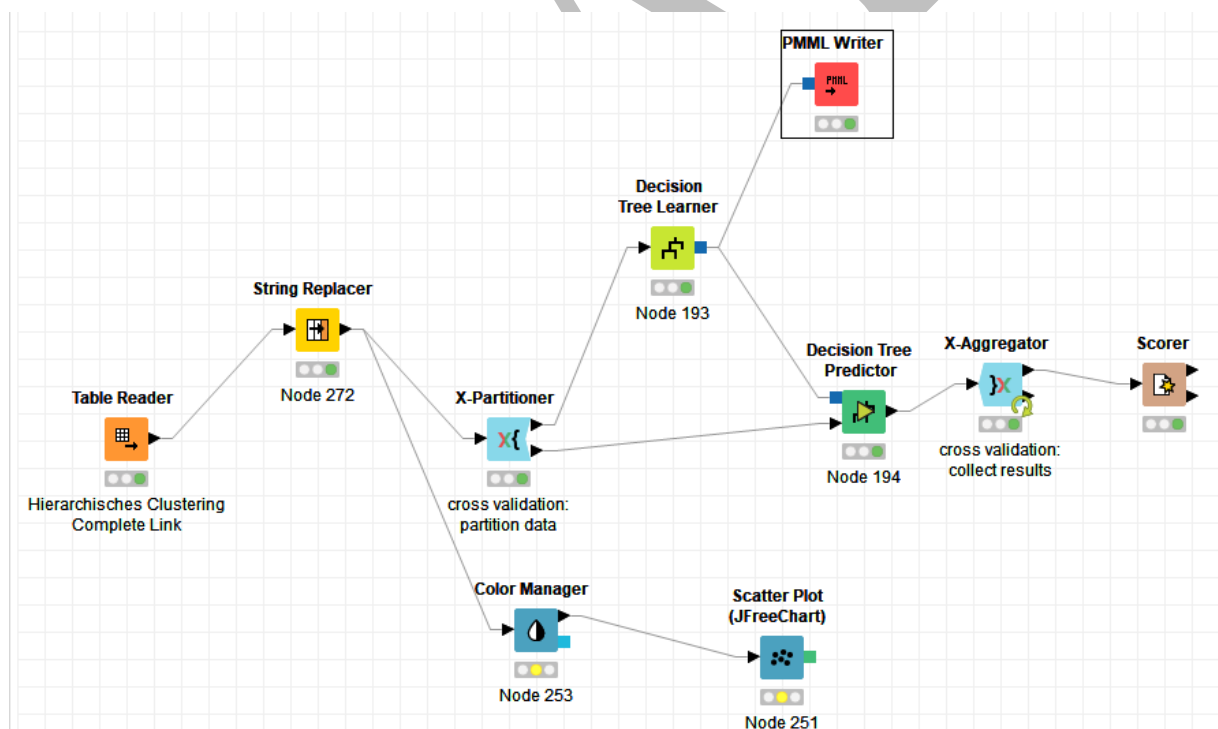 PMML Writer
PMML
Decision
Tree Learner
Node 193
String Replacer
Node 272
Table Reader
Hierarchisches Clustering
Complete Link
X-Partitioner
X{
cross validation:
partition data
Decision Tree
Predictor
Node 194
X-Aggregator
}X
cross validation:
collect results
Scorer
Color Manager
Node 253
Scatter Plot
(JFreeChart)
Node 251